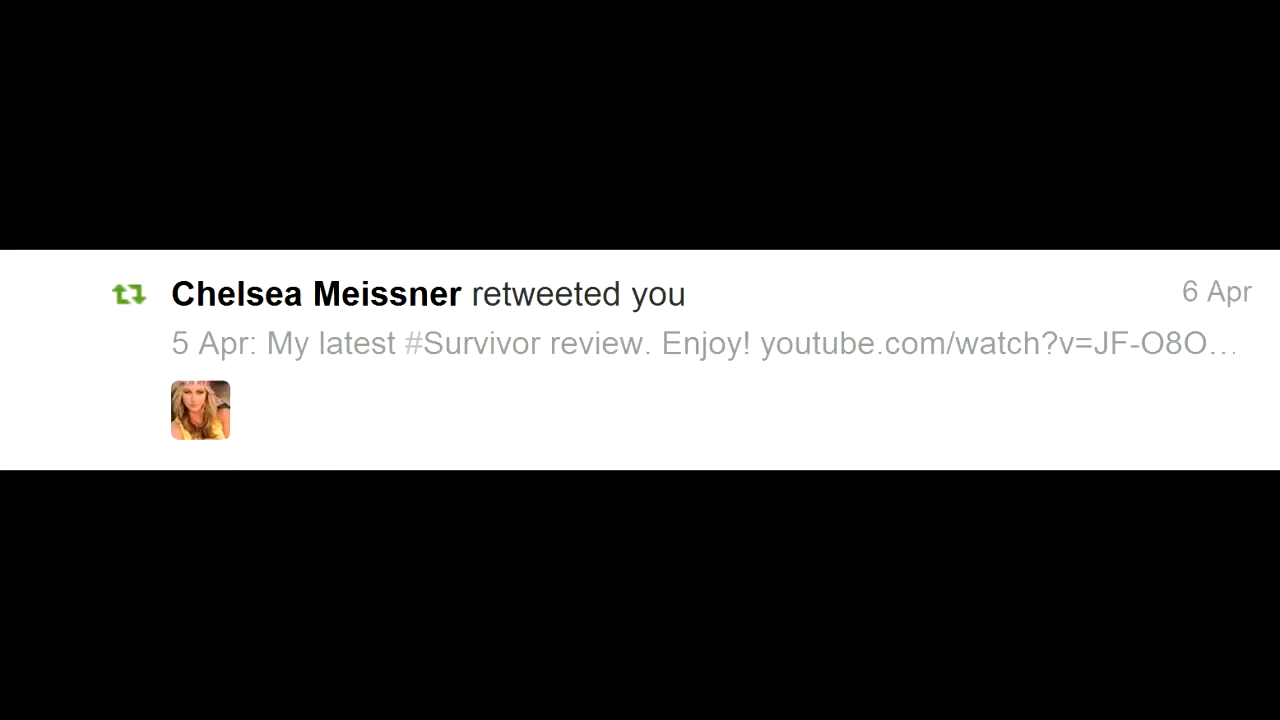 Chelsea Meissner retweeted you 6 Apr
5 Apr: My latest #Survivor review. Enjoy! youtube.com/watch?v=JF-O8O…